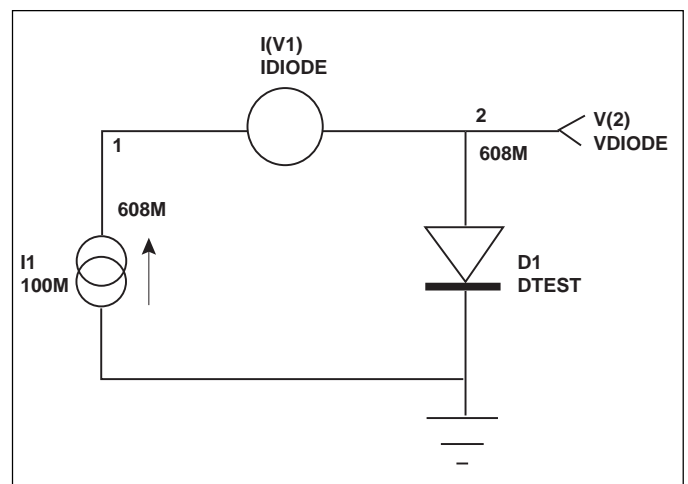 I(V1)
IDIODE
2
V(2)
VDIODE
1
608M
608M
I1
100M
D1
DTEST